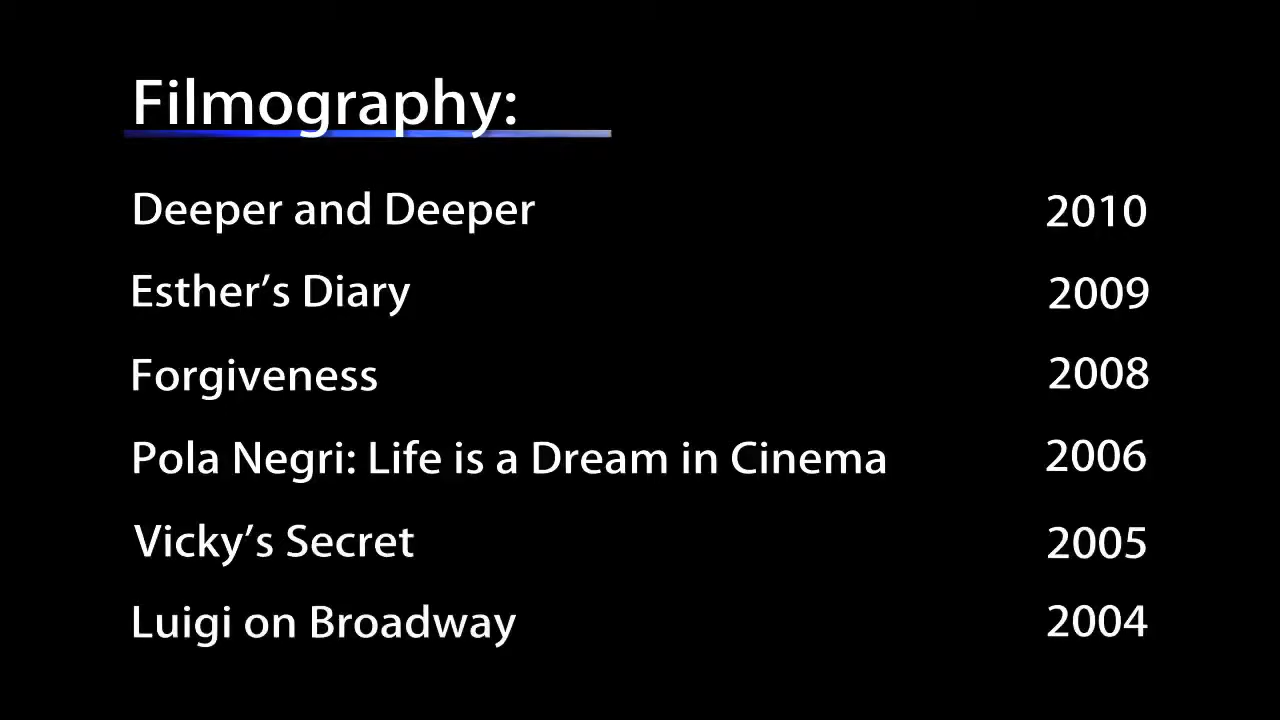 Filmography:
Deeper and Deeper 2010
Esther’s Diary 2009
Forgiveness 2008
Pola Negri: Life is a Dream in Cinema 2006
Vicky’s Secret 2005
Luigi on Broadway 2004